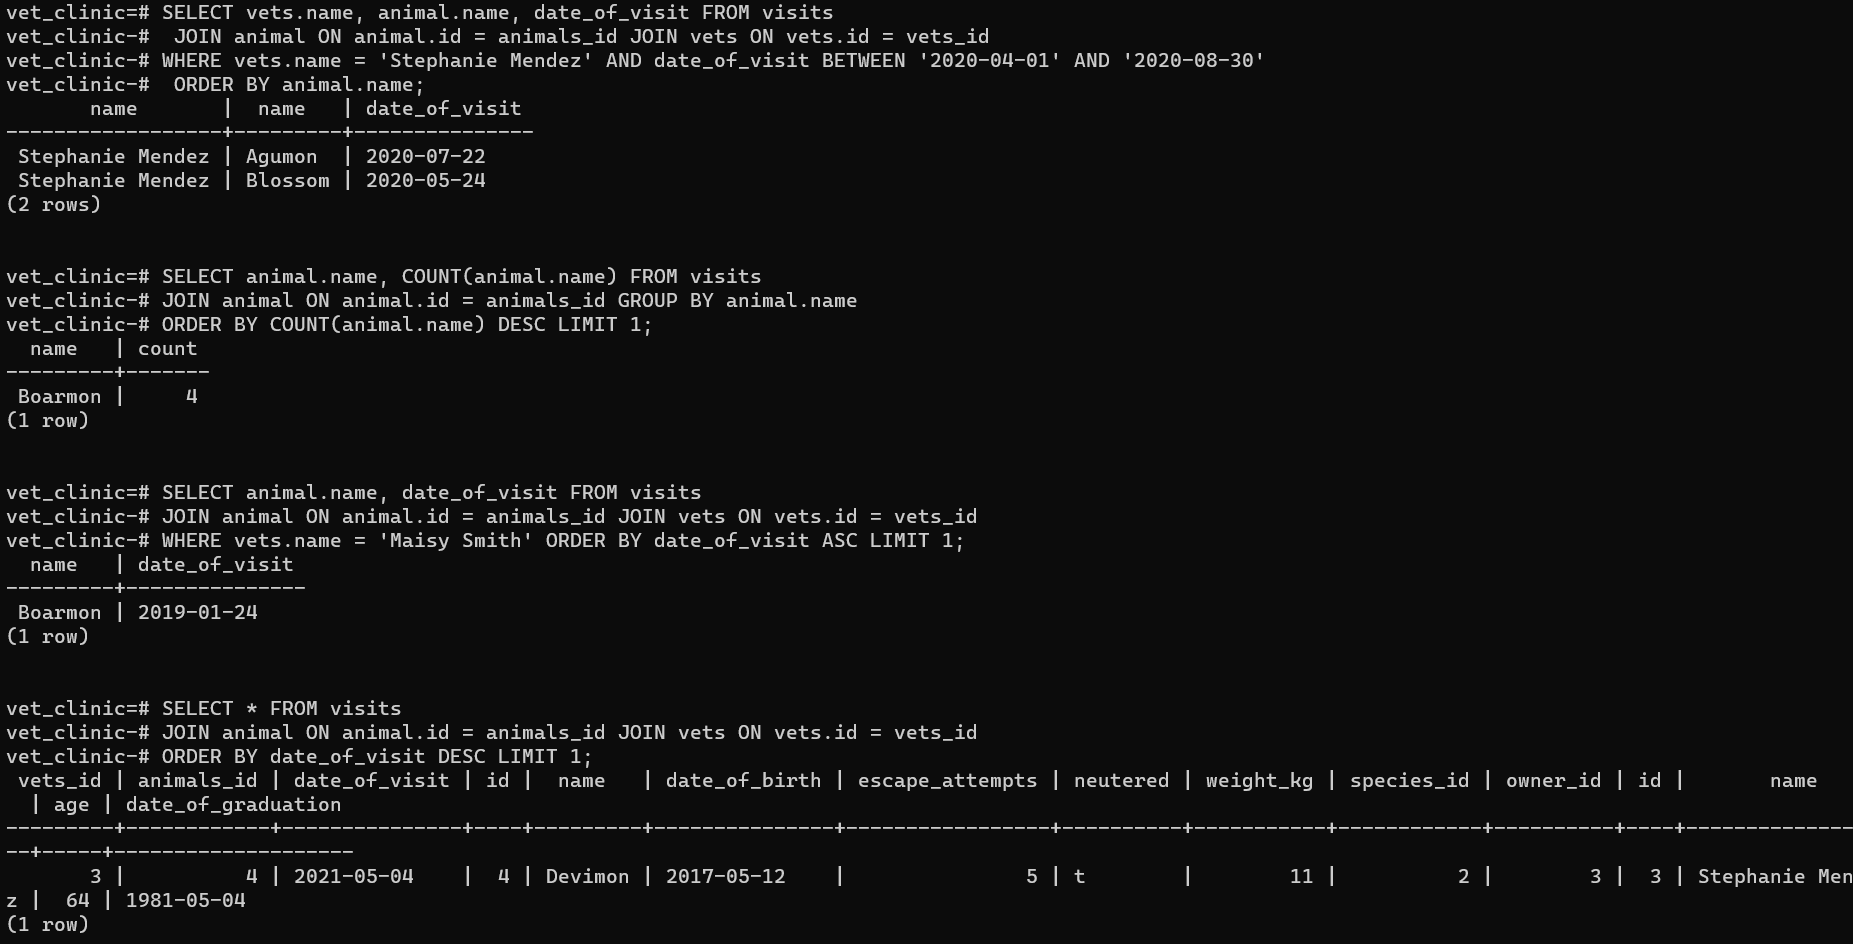 vet_clinic=# SELECT vets.name, animal.name, date_of_visit FROM visits
vet_clinic-#  JOIN animal ON animal.id = animals_id JOIN vets ON vets.id = vets_id
vet_clinic-# WHERE vets.name = 'Stephanie Mendez' AND date_of_visit BETWEEN '2020-04-01' AND '2020-08-30'
vet_clinic-#  ORDER BY animal.name;
       name       |  name   | date_of_visit
------------------+---------+---------------
 Stephanie Mendez | Agumon  | 2020-07-22
 Stephanie Mendez | Blossom | 2020-05-24
(2 rows)
vet_clinic=# SELECT animal.name, COUNT(animal.name) FROM visits
vet_clinic-# JOIN animal ON animal.id = animals_id GROUP BY animal.name
vet_clinic-# ORDER BY COUNT(animal.name) DESC LIMIT 1;
  name   | count
---------+-------
 Boarmon |     4
(1 row)
vet_clinic=# SELECT animal.name, date_of_visit FROM visits
vet_clinic-# JOIN animal ON animal.id = animals_id JOIN vets ON vets.id = vets_id
vet_clinic-# WHERE vets.name = 'Maisy Smith' ORDER BY date_of_visit ASC LIMIT 1;
  name   | date_of_visit
---------+---------------
 Boarmon | 2019-01-24
(1 row)
vet_clinic=# SELECT * FROM visits
vet_clinic-# JOIN animal ON animal.id = animals_id JOIN vets ON vets.id = vets_id
vet_clinic-# ORDER BY date_of_visit DESC LIMIT 1;
 vets_id | animals_id | date_of_visit | id |  name   | date_of_birth | escape_attempts | neutered | weight_kg | species_id | owner_id | id |       name
  | age | date_of_graduation
---------+------------+---------------+----+---------+---------------+-----------------+----------+-----------+------------+----------+----+--------------
--+-----+--------------------
       3 |          4 | 2021-05-04    |  4 | Devimon | 2017-05-12    |               5 | t        |        11 |          2 |        3 |  3 | Stephanie Men
z |  64 | 1981-05-04
(1 row)